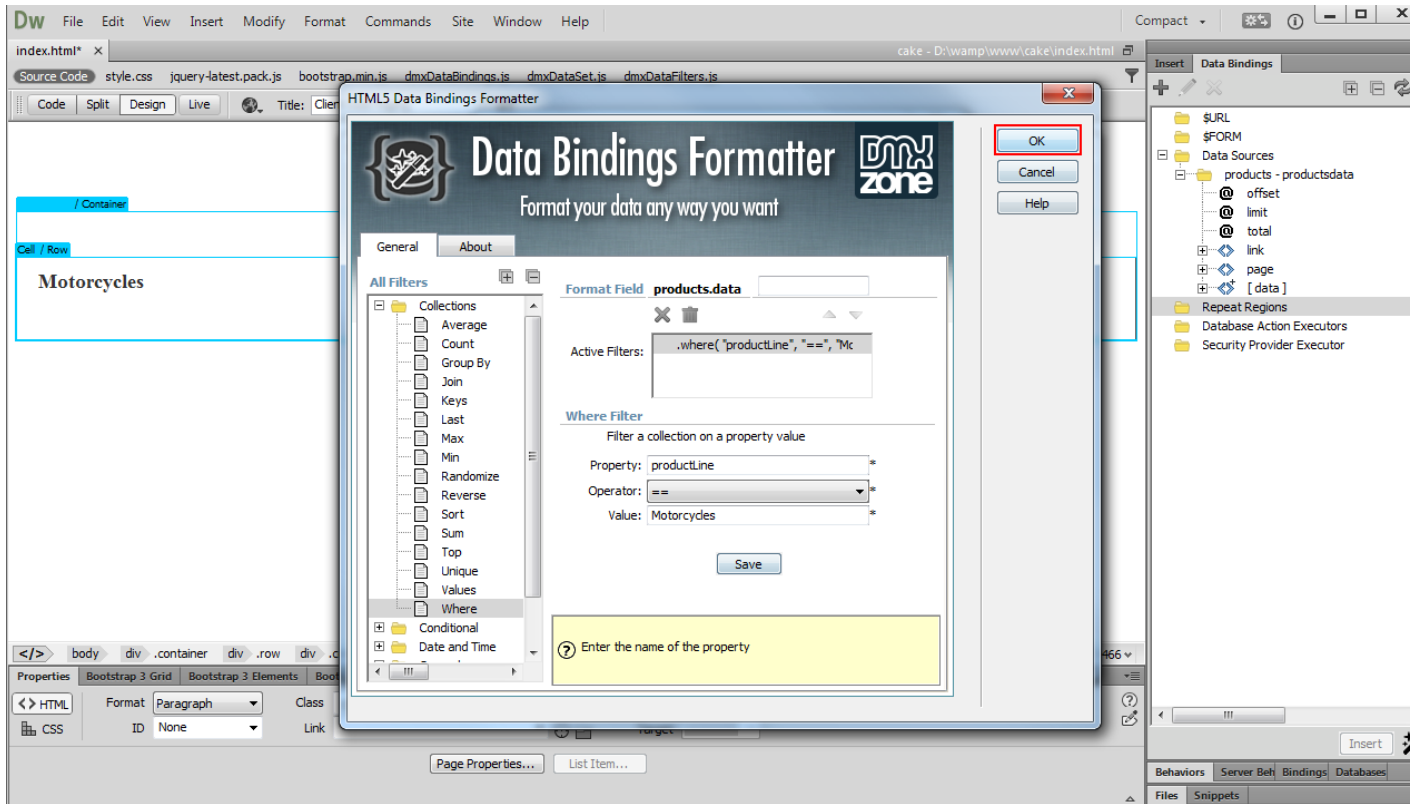 Dw File Edit View Insert Modify Format Commands Site Window Help Compact
index.html* × cake - D:\wamp\www\cake\index.html
Source Code style.css jquery-latest.pack.js bootstrap.min.js dmxDataBindings.js dmxDataSet.js dmxDataFilters.js
Code Split Design Live Title: Clien
/ Container
Cell / Row
Motorcycles
HTML5 Data Bindings Formatter
Data Bindings Formatter
DMX zone
Format your data any way you want
OK
Cancel
Help
General About
All Filters
Collections
Average
Count
Group By
Join
Keys
Last
Max
Min
Randomize
Reverse
Sort
Sum
Top
Unique
Values
Where
Conditional
Date and Time
Format Field products.data
Active Filters: .where( "productLine", "==", "Mc
Where Filter
Filter a collection on a property value
Property: productLine *
Operator: == *
Value: Motorcycles *
Save
? Enter the name of the property
Insert Data Bindings
$URL
$FORM
Data Sources
products - productsdata
@ offset
@ limit
@ total
link
page
[ data ]
Repeat Regions
Database Action Executors
Security Provider Executor
Insert
Behaviors Server Beh Bindings Databases
Files Snippets
</> body div .container div .row div .c 466
Properties Bootstrap 3 Grid Bootstrap 3 Elements Boot
<> HTML Format Paragraph Class
CSS ID None Link Target
Page Properties... List Item...